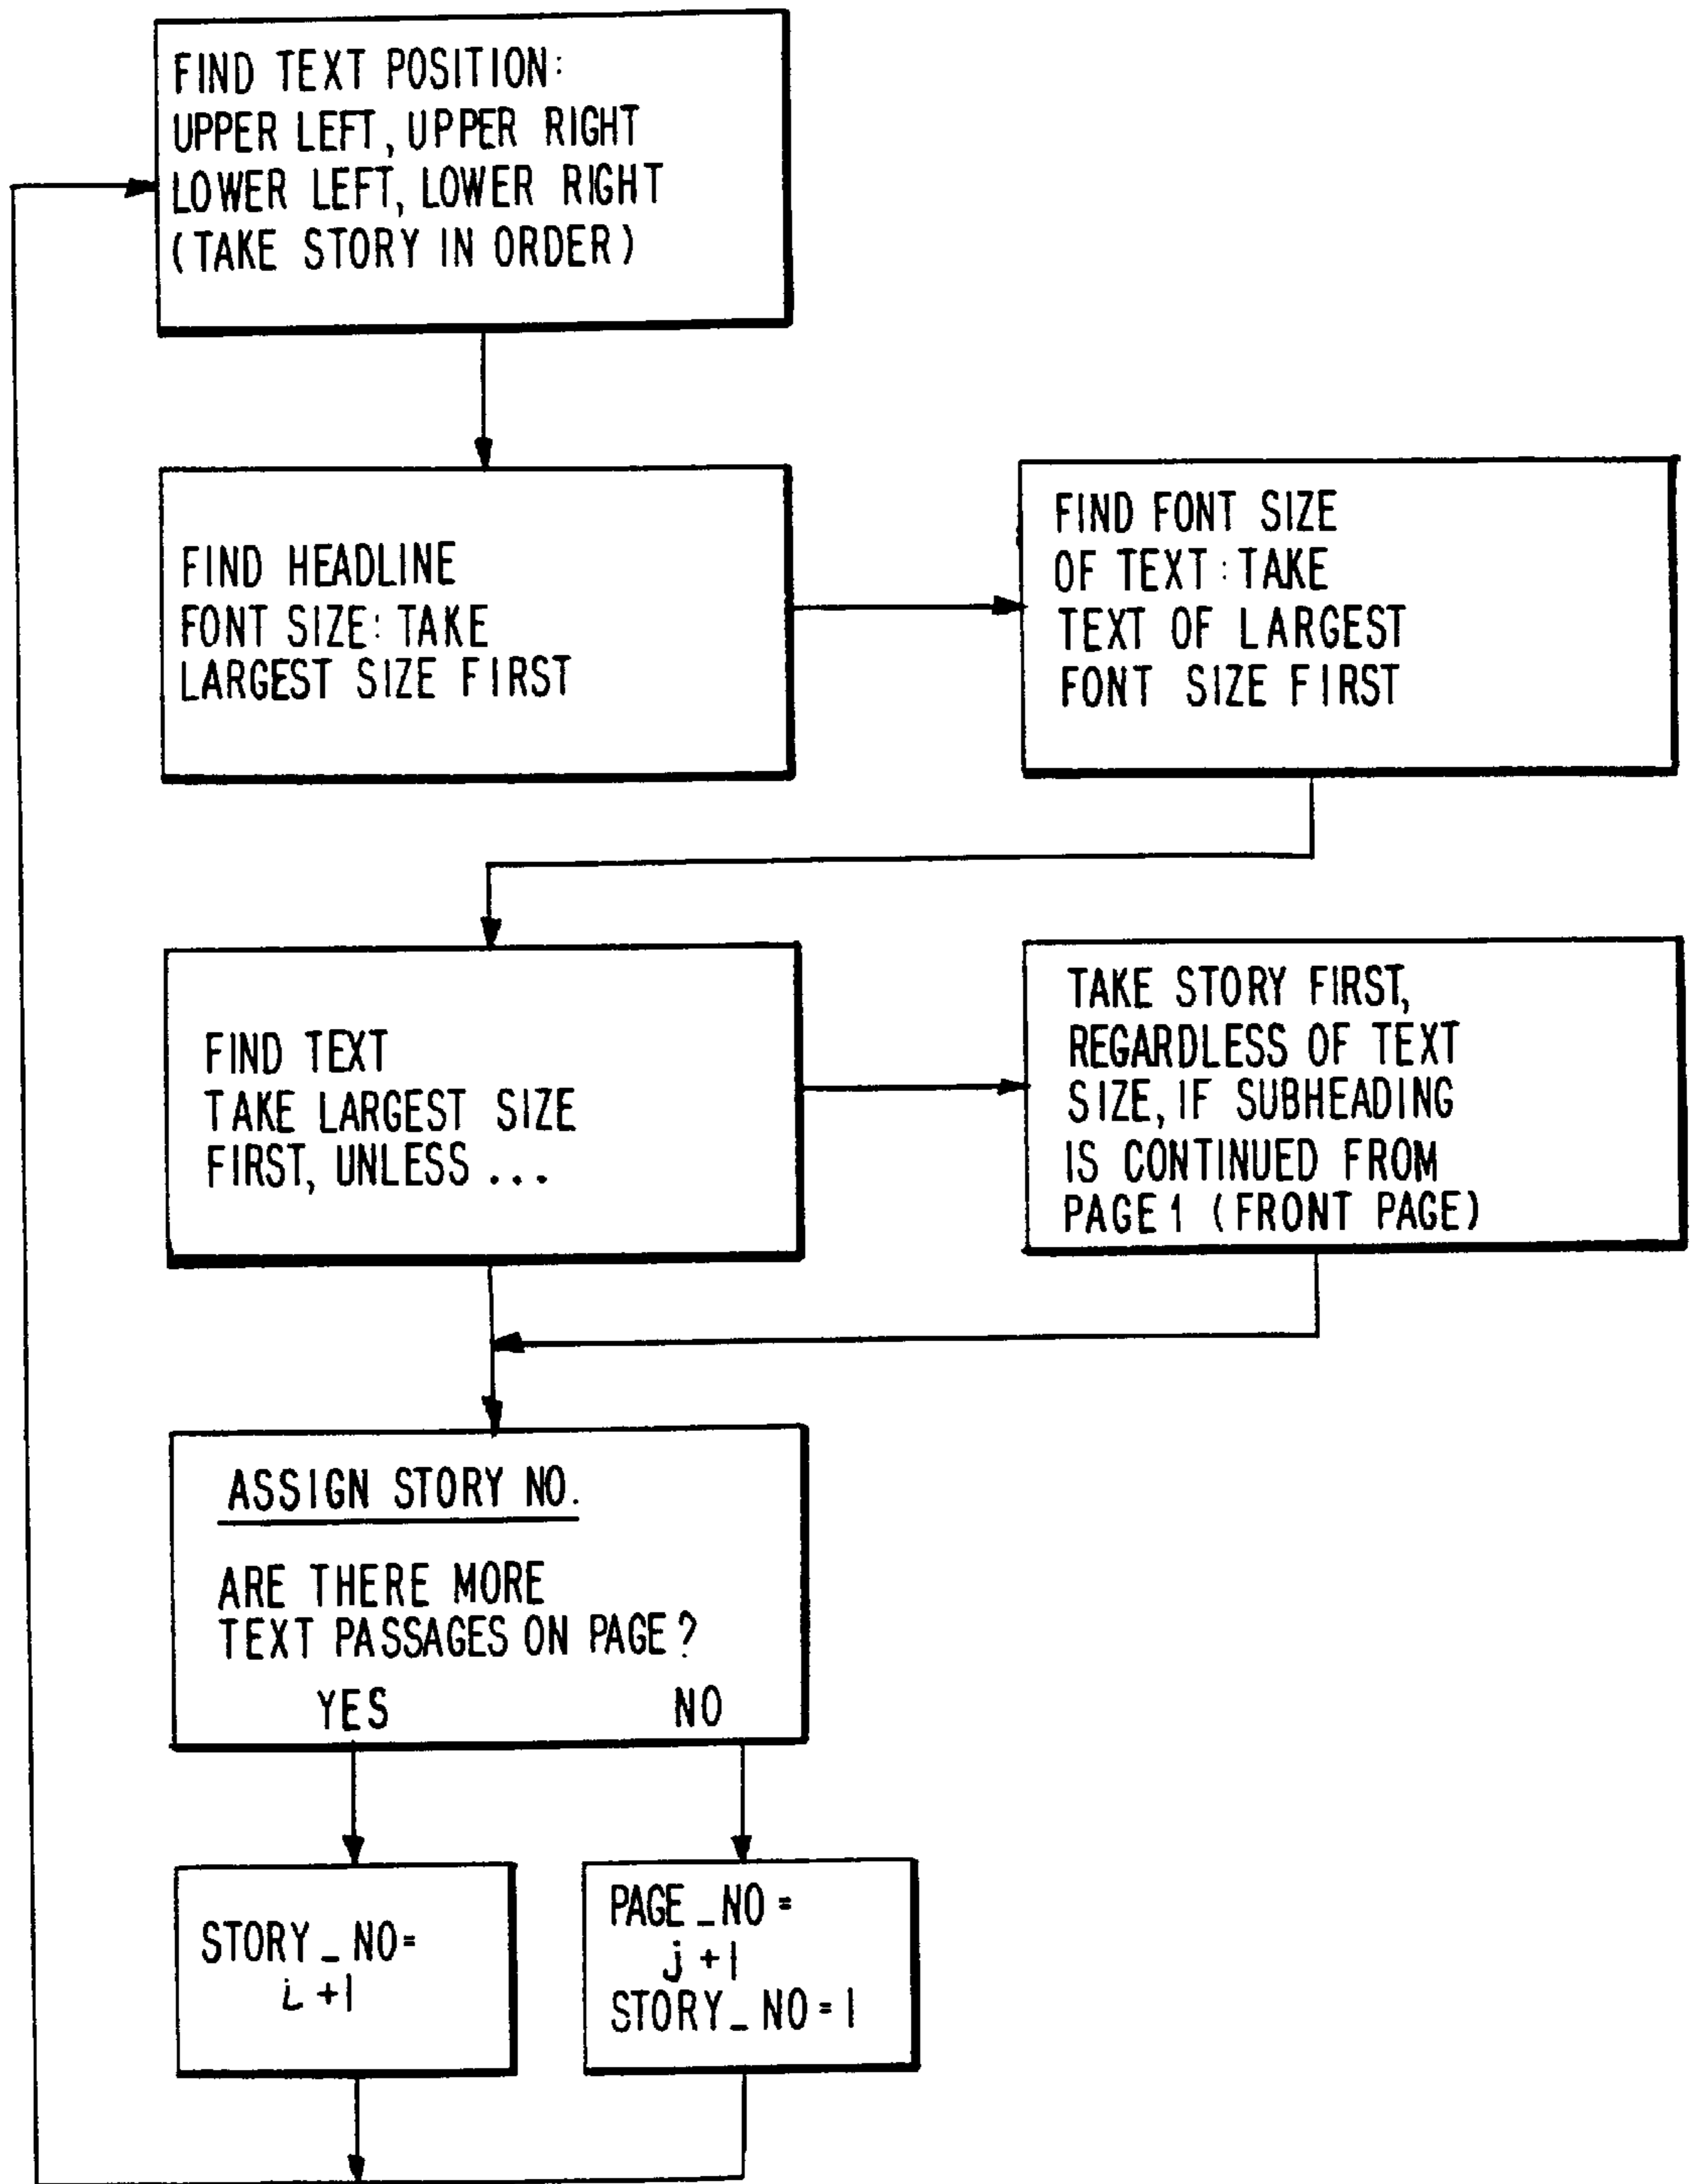 FIND TEXT POSITION:
UPPER LEFT, UPPER RIGHT
LOWER LEFT, LOWER RIGHT
(TAKE STORY IN ORDER)
FIND HEADLINE
FONT SIZE: TAKE
LARGEST SIZE FIRST
FIND FONT SIZE
OF TEXT: TAKE
TEXT OF LARGEST
FONT SIZE FIRST
FIND TEXT
TAKE LARGEST SIZE
FIRST, UNLESS ...
TAKE STORY FIRST,
REGARDLESS OF TEXT
SIZE, IF SUBHEADING
IS CONTINUED FROM
PAGE 1 (FRONT PAGE)
ASSIGN STORY NO.
ARE THERE MORE
TEXT PASSAGES ON PAGE?
YES NO
STORY_NO=
i+1
PAGE_NO=
j+1
STORY_NO=1